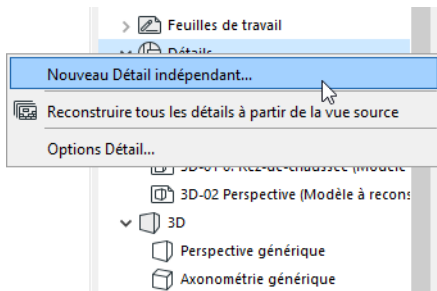 Feuilles de travail
Détails
Nouveau Détail indépendant...
Reconstruire tous les détails à partir de la vue source
Options Détail...
3D-02 Perspective (Modèle à recons
3D
Perspective générique
Axonométrie générique